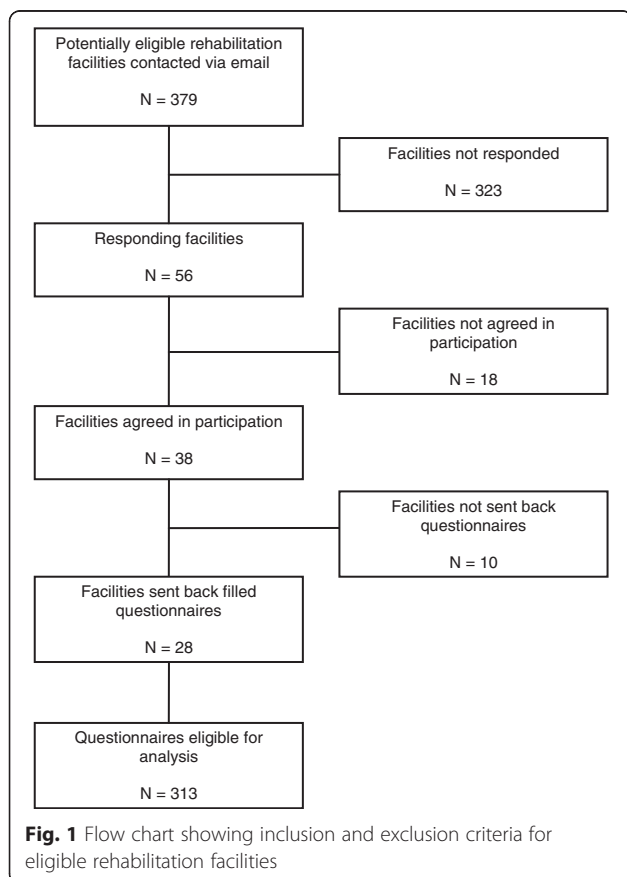 Potentially eligible rehabilitation
facilities contacted via email
N = 379
Facilities not responded
N = 323
Responding facilities
N = 56
Facilities not agreed in
participation
N = 18
Facilities agreed in participation
N = 38
Facilities not sent back
questionnaires
N = 10
Facilities sent back filled
questionnaires
N = 28
Questionnaires eligible for
analysis
N = 313
Fig. 1 Flow chart showing inclusion and exclusion criteria for
eligible rehabilitation facilities